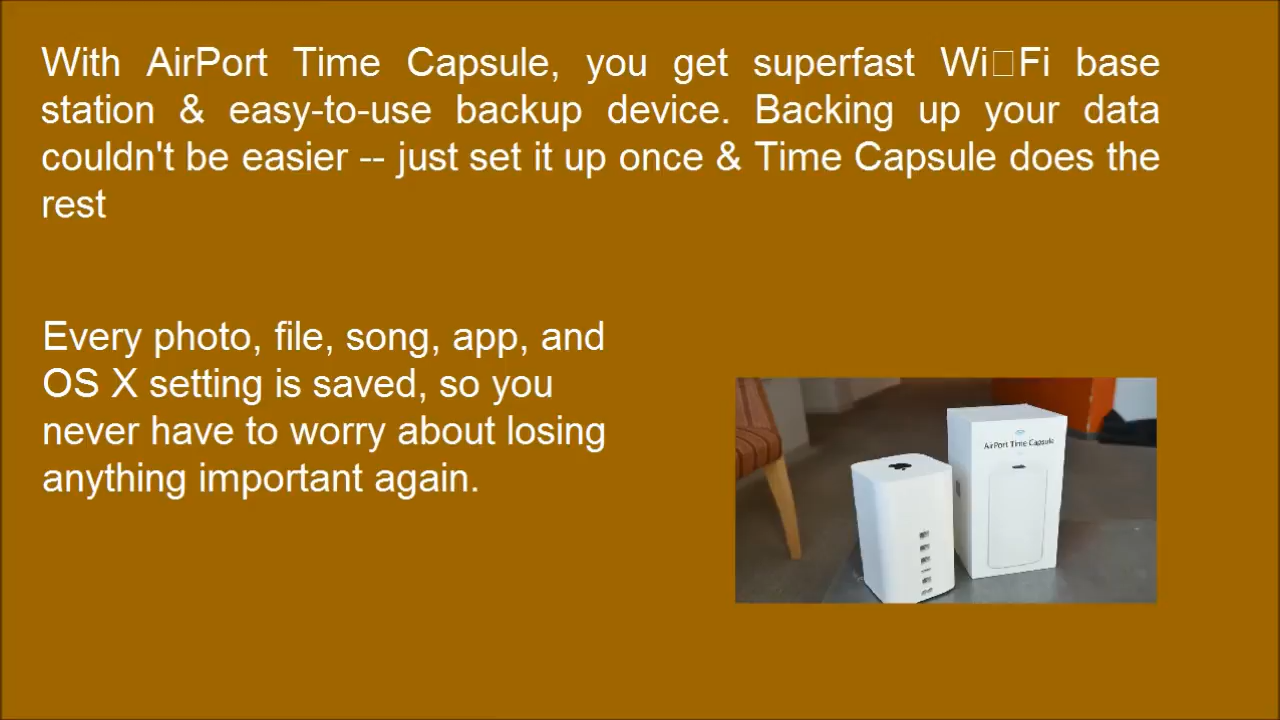 With AirPort Time Capsule, you get superfast Wi□Fi base
station & easy-to-use backup device. Backing up your data
couldn't be easier -- just set it up once & Time Capsule does the
rest
Every photo, file, song, app, and
OS X setting is saved, so you
never have to worry about losing
anything important again.
AirPort Time Capsule